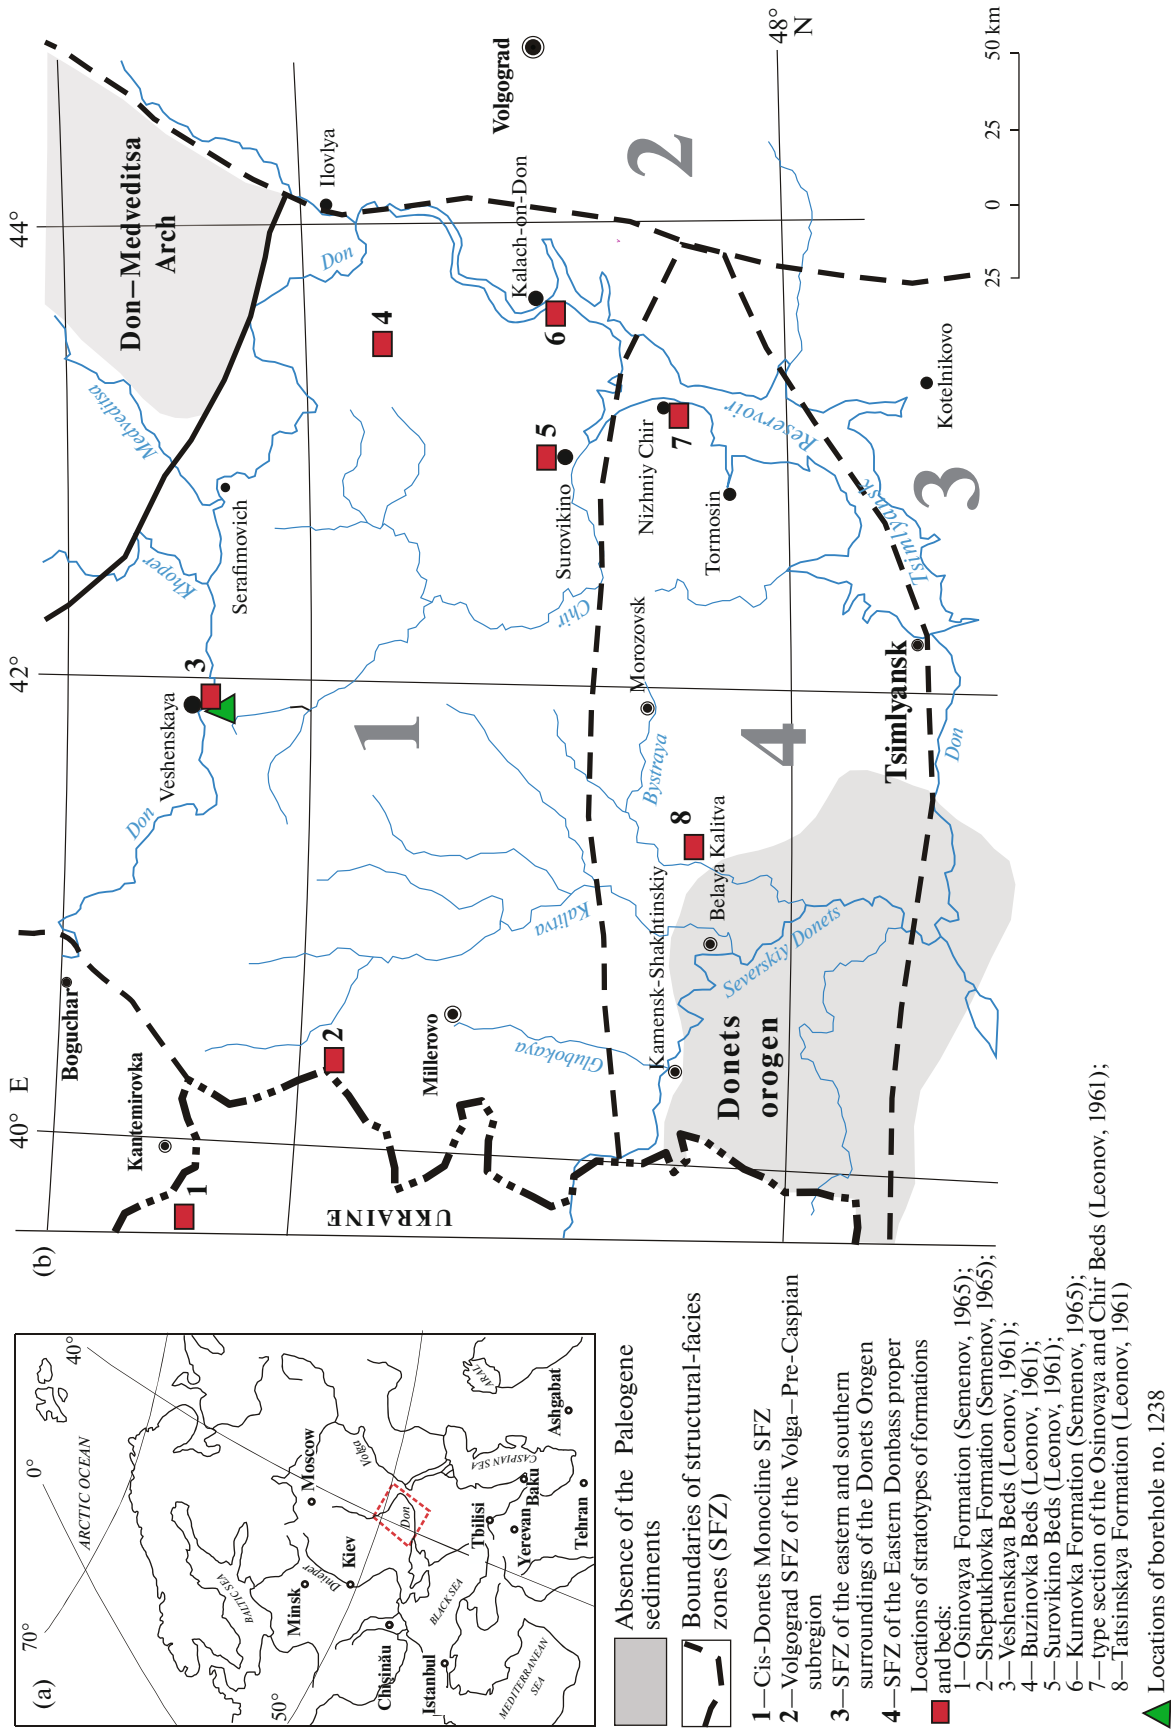 (a)
70°
0°
40°
50°
ARCTIC OCEAN
BALTIC SEA
Moscow
Minsk
Kiev
Dnieper
Volga
Don
Chişinău
Istanbul
BLACK SEA
MEDITERRANEAN
SEA
Tbilisi
Yerevan
Baku
CASPIAN SEA
ARAL
Ashgabat
Tehran
(b)
40° E
42°
44°
48°
N
Boguchar
Kantemirovka
1
2
UKRAINE
Millerovo
Glubokaya
Kalitva
Don
Veshenskaya
3
Khoper
Medveditsa
Serafimovich
Don–Medveditsa
Arch
Don
Ilovlya
Volgograd
4
Kalach-on-Don
6
5
Surovikino
Chir
1
2
Nizhniy Chir
7
Tormosin
Tsimlyansk
Reservoir
Kotelnikovo
3
Morozovsk
Bystraya
4
8
Belaya Kalitva
Kamensk-Shakhtinskiy
Severskiy Donets
Donets
orogen
Tsimlyansk
Don
25 0 25 50 km
Absence of the Paleogene
sediments
Boundaries of structural-facies
zones (SFZ)
1—Cis-Donets Monocline SFZ
2—Volgograd SFZ of the Volga—Pre-Caspian
subregion
3—SFZ of the eastern and southern
surroundings of the Donets Orogen
4—SFZ of the Eastern Donbass proper
Locations of stratotypes of formations
and beds:
1—Osinovaya Formation (Semenov, 1965);
2—Sheptukhovka Formation (Semenov, 1965);
3—Veshenskaya Beds (Leonov, 1961);
4—Buzinovka Beds (Leonov, 1961);
5—Surovikino Beds (Leonov, 1961);
6—Kumovka Formation (Semenov, 1965);
7—type section of the Osinovaya and Chir Beds (Leonov, 1961);
8—Tatsinskaya Formation (Leonov, 1961)
Locations of borehole no. 1238